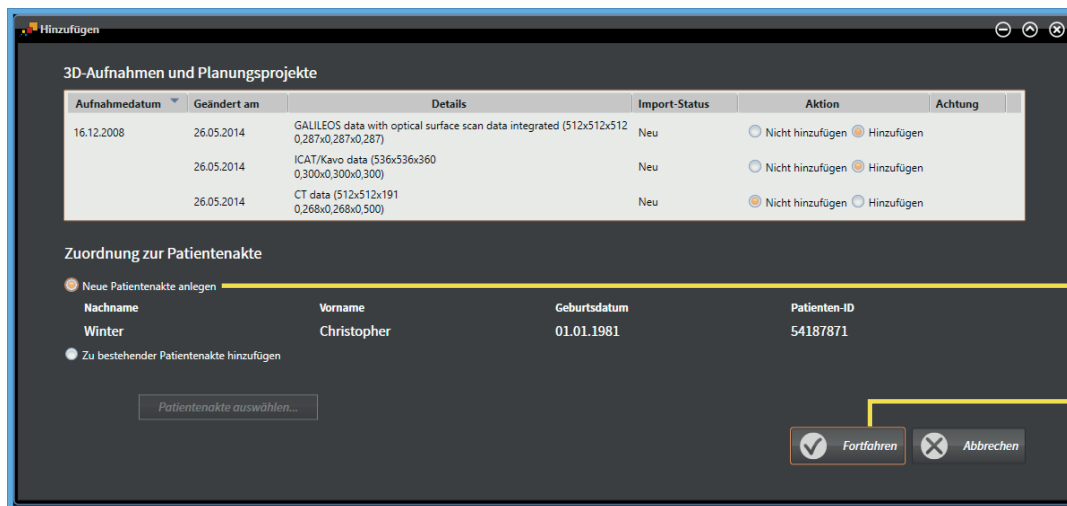 Hinzufügen
3D-Aufnahmen und Planungsprojekte
Aufnahmedatum Geändert am Details Import-Status Aktion Achtung
16.12.2008 26.05.2014 GALILEOS data with optical surface scan data integrated (512x512x512 Neu Nicht hinzufügen Hinzufügen
0,287x0,287x0,287)
26.05.2014 ICAT/Kavo data (536x536x360 Neu Nicht hinzufügen Hinzufügen
0,300x0,300x0,300)
26.05.2014 CT data (512x512x191 Neu Nicht hinzufügen Hinzufügen
0,268x0,268x0,500)
Zuordnung zur Patientenakte
Neue Patientenakte anlegen
Nachname Vorname Geburtsdatum Patienten-ID
Winter Christopher 01.01.1981 54187871
Zu bestehender Patientenakte hinzufügen
Patientenakte auswählen...
Fortfahren Abbrechen